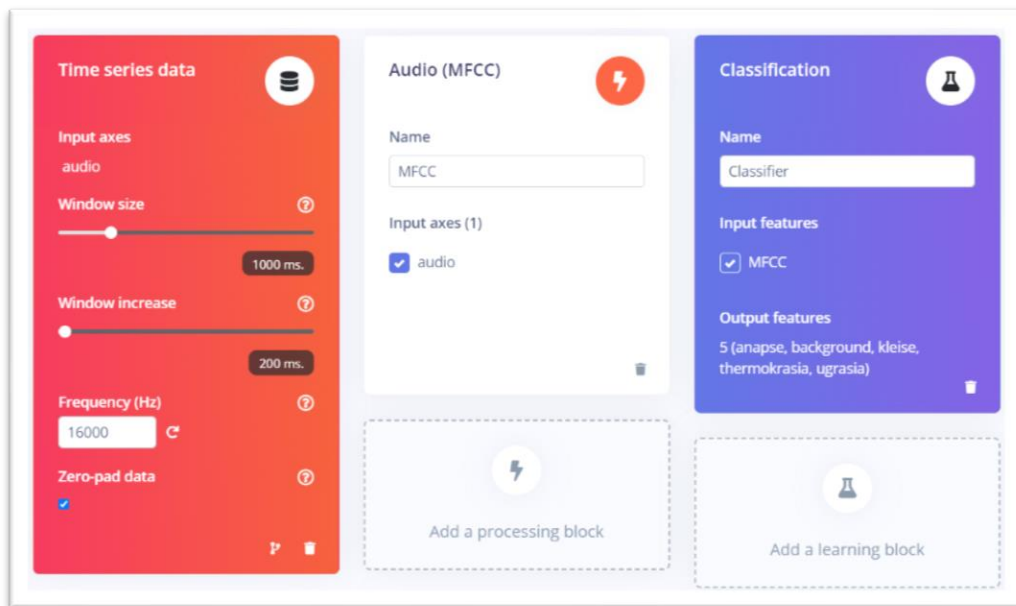 Time series data
Input axes
audio
Window size
1000 ms.
Window increase
200 ms.
Frequency (Hz)
16000
Zero-pad data
Audio (MFCC)
Name
MFCC
Input axes (1)
audio
Add a processing block
Classification
Name
Classifier
Input features
MFCC
Output features
5 (anapse, background, kleise,
thermokrasia, ugrasia)
Add a learning block